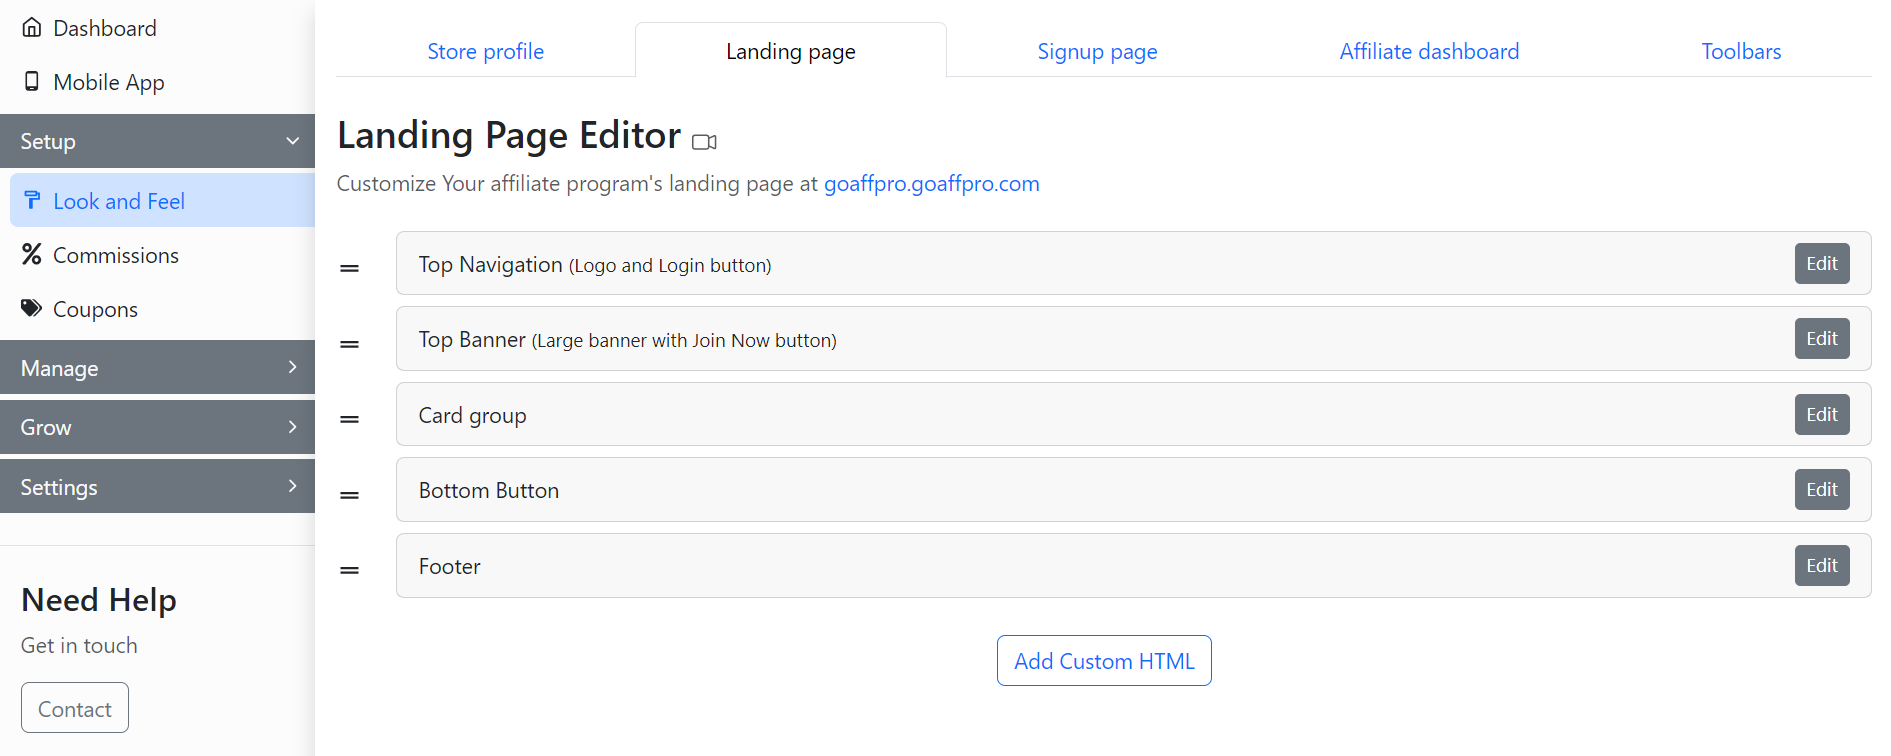 Dashboard
Mobile App
Setup
Look and Feel
Commissions
Coupons
Manage
Grow
Settings
Need Help
Get in touch
Contact
Store profile
Landing page
Signup page
Affiliate dashboard
Toolbars
Landing Page Editor
Customize Your affiliate program's landing page at goaffpro.goaffpro.com
Top Navigation (Logo and Login button)
Edit
Top Banner (Large banner with Join Now button)
Edit
Card group
Edit
Bottom Button
Edit
Footer
Edit
Add Custom HTML